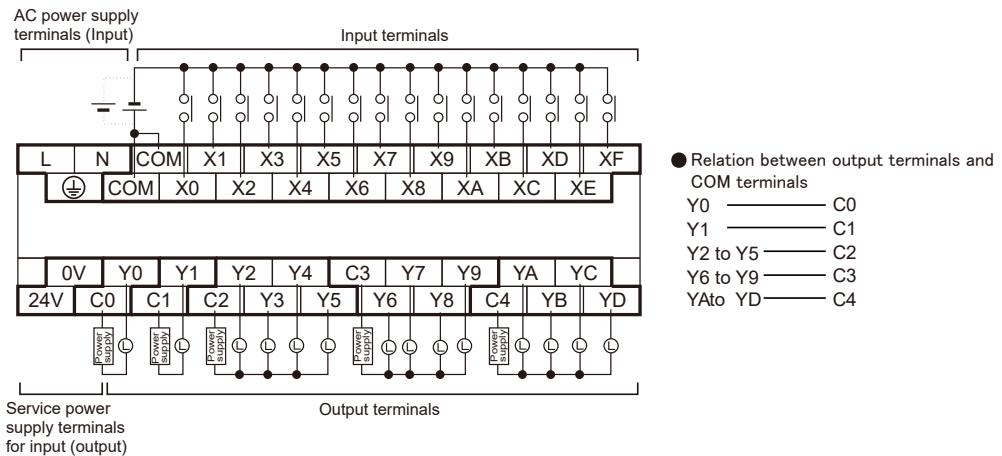 AC power supply
terminals (Input)
Input terminals
L N COM X1 X3 X5 X7 X9 XB XD XF
COM X0 X2 X4 X6 X8 XA XC XE
0V Y0 Y1 Y2 Y4 C3 Y7 Y9 YA YC
24V C0 C1 C2 Y3 Y5 Y6 Y8 C4 YB YD
Power
supply
L
Power
supply
L
Power
supply
L L L L
Power
supply
L L L L
Power
supply
L L L L
Service power
supply terminals
for input (output)
Output terminals
Relation between output terminals and
COM terminals
Y0 C0
Y1 C1
Y2 to Y5 C2
Y6 to Y9 C3
YAto YD C4